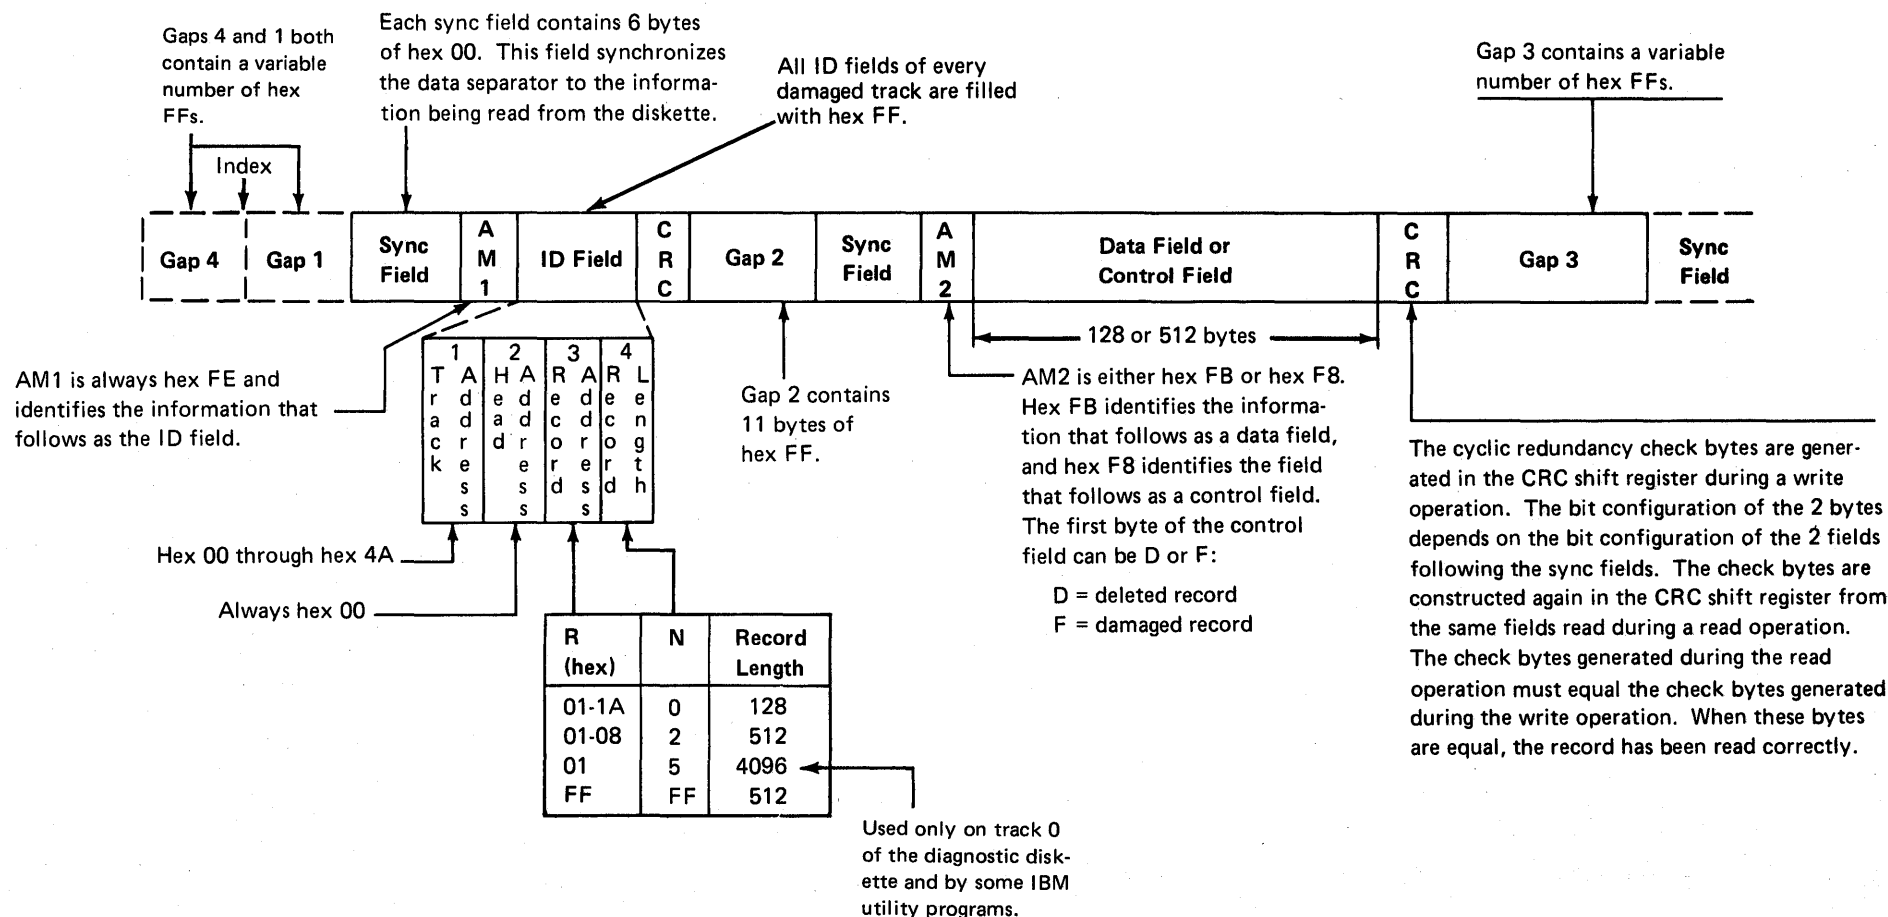 Gaps 4 and 1 both
contain a variable
number of hex
FFs.
Each sync field contains 6 bytes
of hex 00. This field synchronizes
the data separator to the informa-
tion being read from the diskette.
All ID fields of every
damaged track are filled
with hex FF.
Gap 3 contains a variable
number of hex FFs.
Index
Gap 4
Gap 1
Sync
Field
A
M
1
ID Field
C
R
C
Gap 2
Sync
Field
A
M
2
Data Field or
Control Field
C
R
C
Gap 3
Sync
Field
128 or 512 bytes
AM1 is always hex FE and
identifies the information that
follows as the ID field.
1
Track Address
2
Head Address
3
Record Address
4
Record Length
Gap 2 contains
11 bytes of
hex FF.
AM2 is either hex FB or hex F8.
Hex FB identifies the informa-
tion that follows as a data field,
and hex F8 identifies the field
that follows as a control field.
The first byte of the control
field can be D or F:
D = deleted record
F = damaged record
The cyclic redundancy check bytes are gener-
ated in the CRC shift register during a write
operation. The bit configuration of the 2 bytes
depends on the bit configuration of the 2 fields
following the sync fields. The check bytes are
constructed again in the CRC shift register from
the same fields read during a read operation.
The check bytes generated during the read
operation must equal the check bytes generated
during the write operation. When these bytes
are equal, the record has been read correctly.
Hex 00 through hex 4A
Always hex 00
R
(hex)
N
Record
Length
01-1A 0 128
01-08 2 512
01 5 4096
FF FF 512
Used only on track 0
of the diagnostic disk-
ette and by some IBM
utility programs.